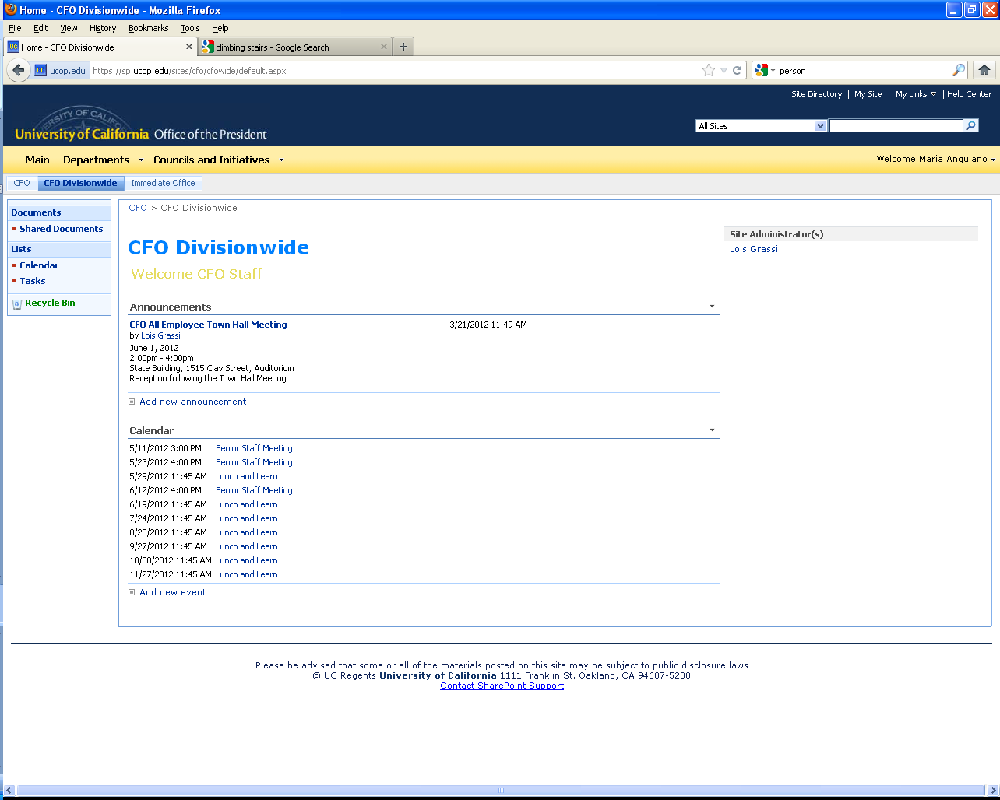 Home - CFO Divisionwide - Mozilla Firefox
File Edit View History Bookmarks Tools Help
UC Home - CFO Divisionwide climbing stairs - Google Search
UC ucop.edu https://sp.ucop.edu/sites/cfo/cfowide/default.aspx person
Site Directory | My Site | My Links | Help Center
UNIVERSITY OF CALIFORNIA
University of California Office of the President
All Sites
Main Departments Councils and Initiatives
Welcome Maria Anguiano
CFO CFO Divisionwide Immediate Office
Documents
Shared Documents
Lists
Calendar
Tasks
Recycle Bin
CFO > CFO Divisionwide
CFO Divisionwide
Welcome CFO Staff
Announcements
CFO All Employee Town Hall Meeting 3/21/2012 11:49 AM
by Lois Grassi
June 1, 2012
2:00pm - 4:00pm
State Building, 1515 Clay Street, Auditorium
Reception following the Town Hall Meeting
Add new announcement
Calendar
5/11/2012 3:00 PM Senior Staff Meeting
5/23/2012 4:00 PM Senior Staff Meeting
5/29/2012 11:45 AM Lunch and Learn
6/12/2012 4:00 PM Senior Staff Meeting
6/19/2012 11:45 AM Lunch and Learn
7/24/2012 11:45 AM Lunch and Learn
8/28/2012 11:45 AM Lunch and Learn
9/27/2012 11:45 AM Lunch and Learn
10/30/2012 11:45 AM Lunch and Learn
11/27/2012 11:45 AM Lunch and Learn
Add new event
Site Administrator(s)
Lois Grassi
Please be advised that some or all of the materials posted on this site may be subject to public disclosure laws
© UC Regents University of California 1111 Franklin St. Oakland, CA 94607-5200
Contact SharePoint Support